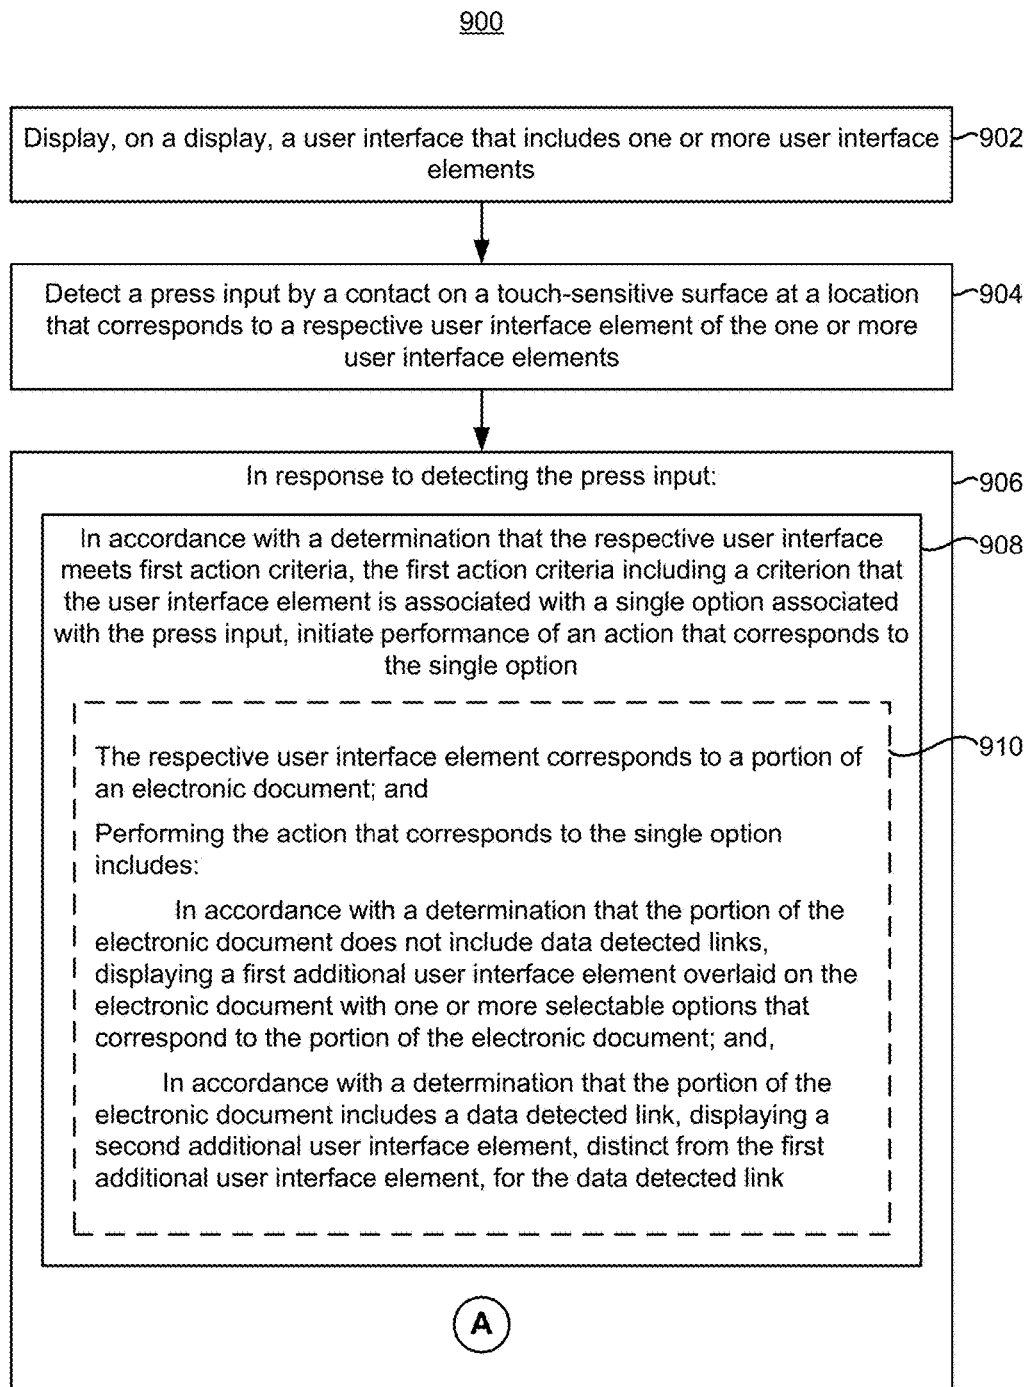 900
Display, on a display, a user interface that includes one or more user interface
elements
902
Detect a press input by a contact on a touch-sensitive surface at a location
that corresponds to a respective user interface element of the one or more
user interface elements
904
In response to detecting the press input:
906
In accordance with a determination that the respective user interface
meets first action criteria, the first action criteria including a criterion that
the user interface element is associated with a single option associated
with the press input, initiate performance of an action that corresponds to
the single option
908
The respective user interface element corresponds to a portion of
an electronic document; and
910
Performing the action that corresponds to the single option
includes:
In accordance with a determination that the portion of the
electronic document does not include data detected links,
displaying a first additional user interface element overlaid on the
electronic document with one or more selectable options that
correspond to the portion of the electronic document; and,
In accordance with a determination that the portion of the
electronic document includes a data detected link, displaying a
second additional user interface element, distinct from the first
additional user interface element, for the data detected link
A